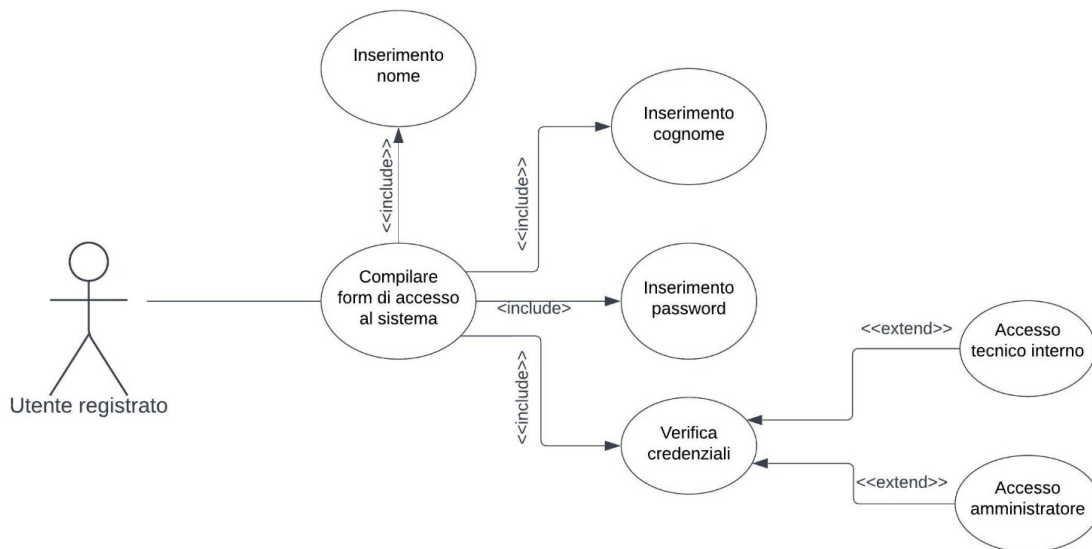 Inserimento
nome
Inserimento
cognome
<<include>>
<<include>>
Compilare
form di accesso
al sistema
<include>
Inserimento
password
<<extend>>
Accesso
tecnico interno
Utente registrato
<<include>>
Verifica
credenziali
<<extend>>
Accesso
amministratore